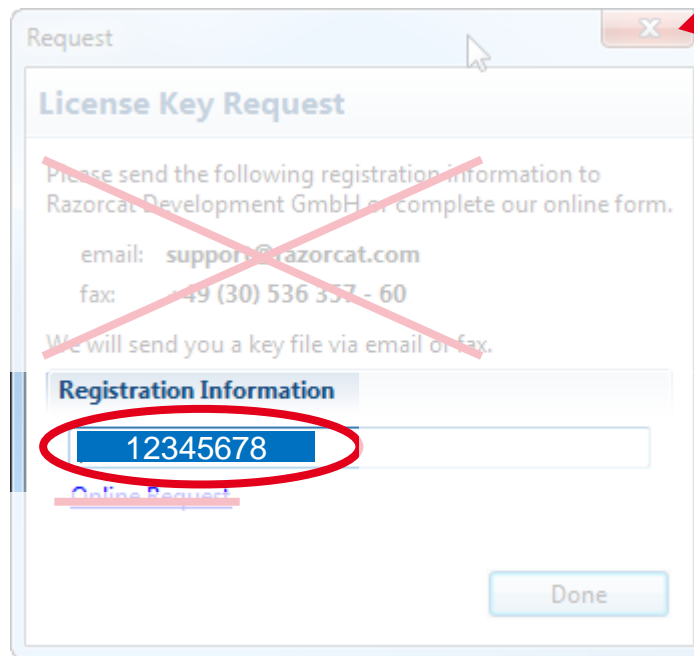 Request
License Key Request
Please send the following registration information to
Razorcat Development GmbH or complete our online form.
email: support@razorcat.com
fax: +49 (30) 536 357 - 60
We will send you a key file via email or fax.
Registration Information
12345678
Online Request
Done